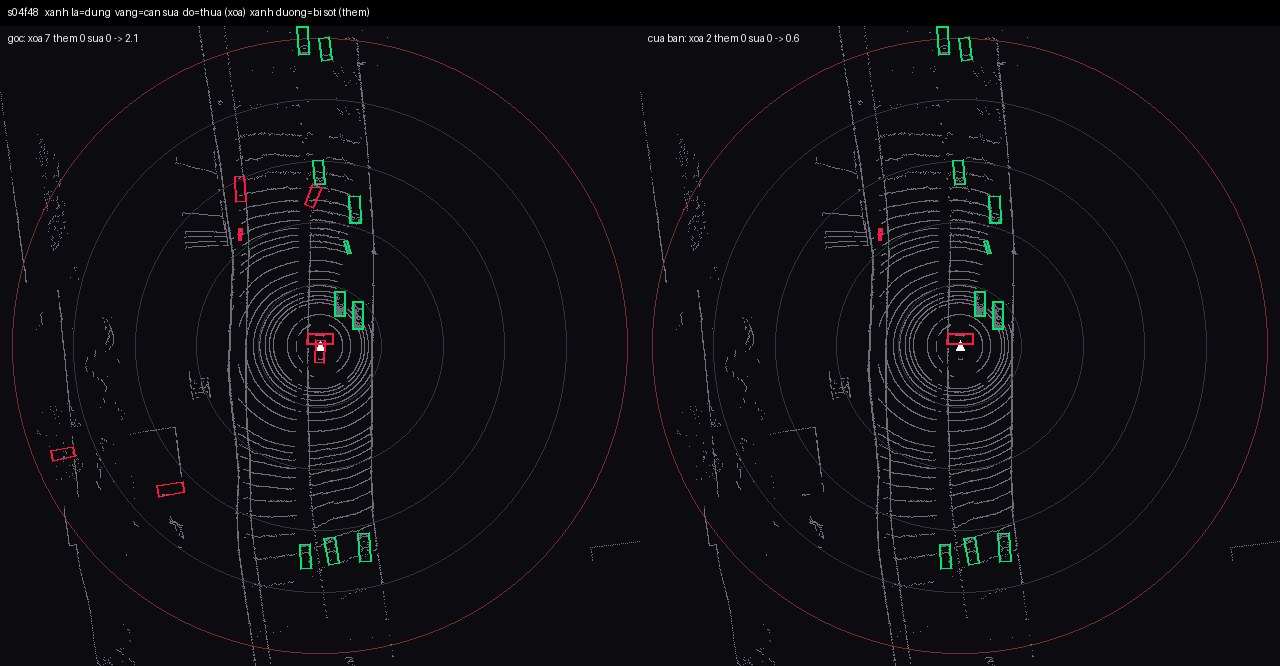 s04f48 xanh la=dung vang=can sua do=thua (xoa) xanh duong=bi sot (them)
goc: xoa 7 them 0 sua 0 -> 2.1
cua ban: xoa 2 them 0 sua 0 -> 0.6